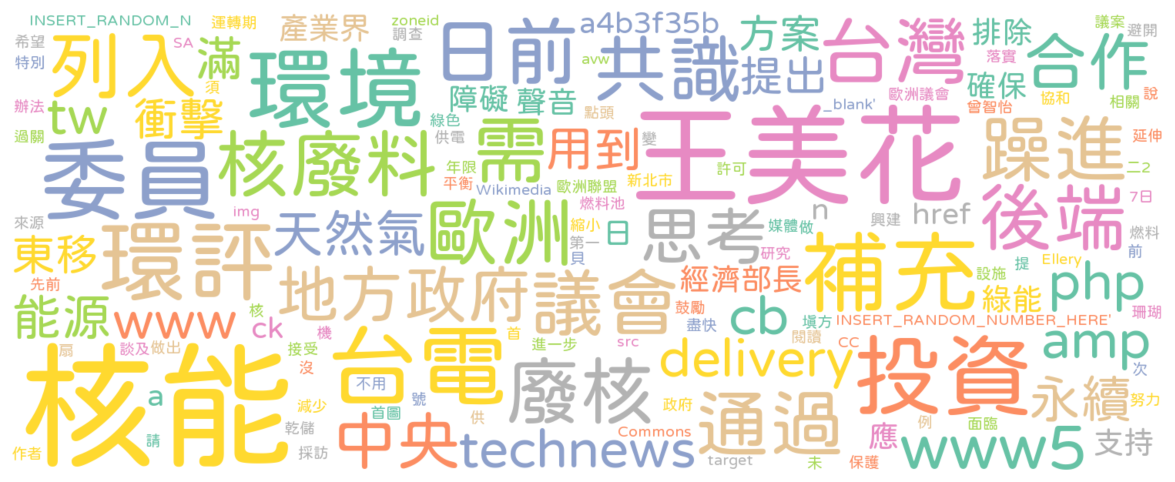 INSERT_RANDOM_N 運轉期 產業界 zoneid 調查 a4b3f35b 議案 避開
希望 特別 列入 SA 滿 環境 日前 avw 共識 方案 提出 台灣 排除 落實 合作
辦法 tw 衝擊 須 障礙 聲音 點頭 _blank' 歐洲議會 確保 曾智怡 協和 相關 說
過關 委員 核廢料 綠色 供電 需 用到 變 王美花 躁進 延伸
年限 平衡 Wikimedia 歐洲聯盟 燃料池 新北市 許可 二2 7日
來源 img 天然氣 歐洲 縮小 第一 貝 日 思考 媒體 做 n 興建 href 後端 燃料 前
東移 環評 研究 補充 設施 提 Ellery
先前 能源 www 核 ck 機 地方政府 議會 經濟部長 鼓勵 盡快 cb 塡方 綠能 php 珊瑚
INSERT_RANDOM_NUMBER_HERE'
扇 談及 做出 接受 沒 台電 首 進一步 src delivery 閱讀 CC 投資 amp 次
核能 a 減少 不用 號 首圖 供 廢核 政府 通過 例 永續 努力
作者 請 乾儲 採訪 中央 technews Commons target 未 應 保護 www5 面臨 支持